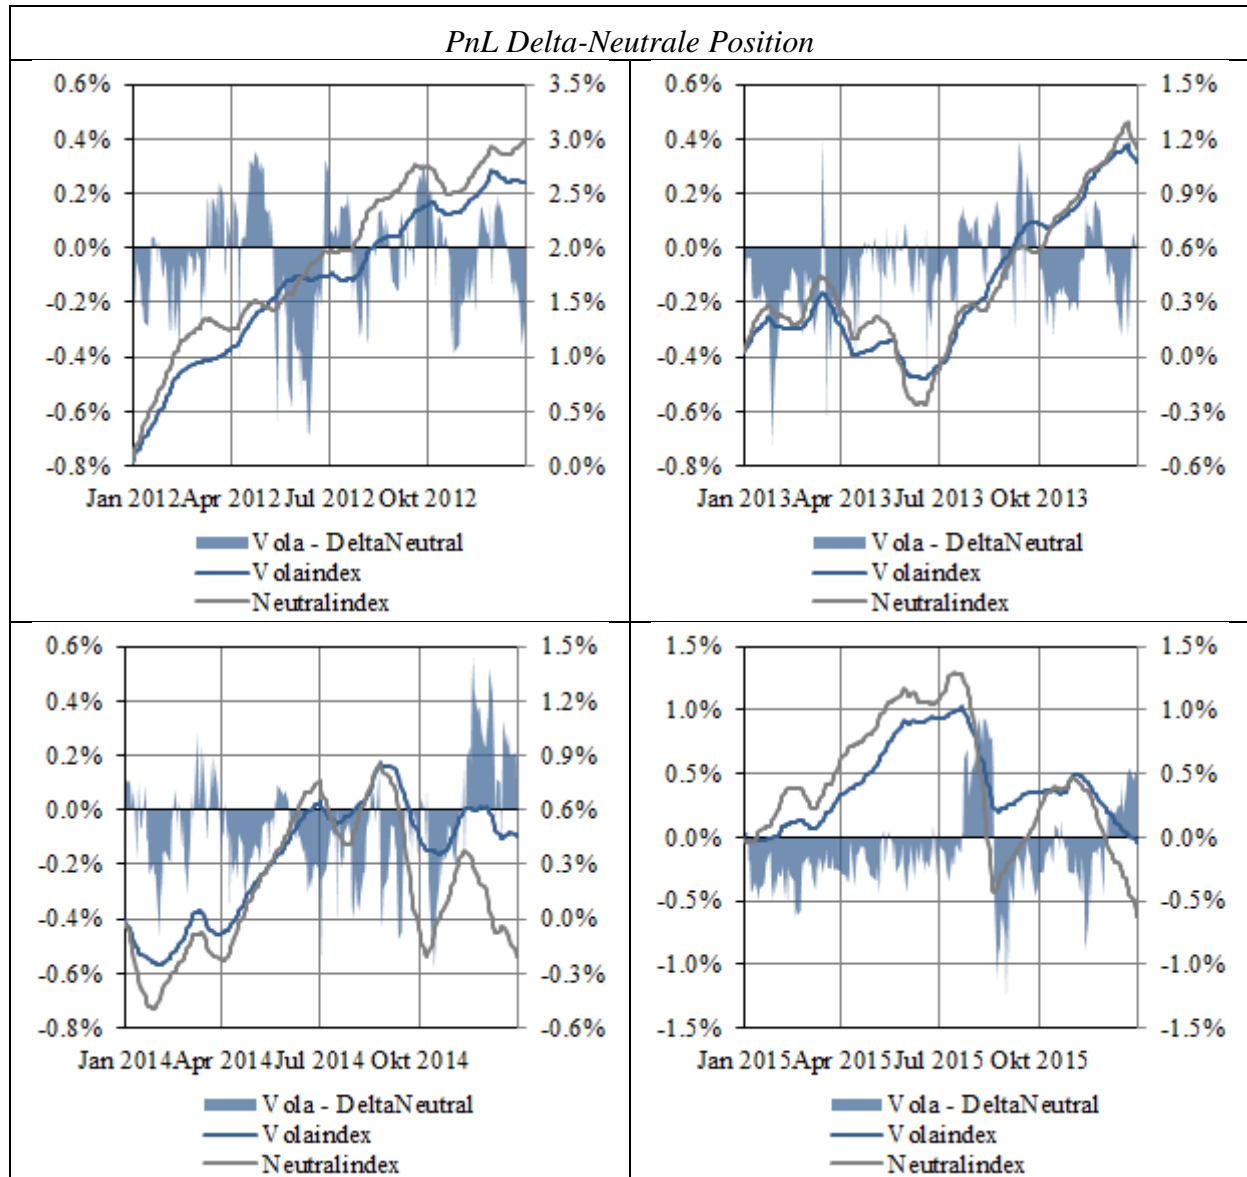 PnL Delta-Neutrale Position
0.6% 3.5%
0.4% 3.0%
0.2% 2.5%
0.0% 2.0%
-0.2% 1.5%
-0.4% 1.0%
-0.6% 0.5%
-0.8% 0.0%
Jan 2012 Apr 2012 Jul 2012 Okt 2012
Vola - DeltaNeutral
Volaindex
Neutralindex
0.6% 1.5%
0.4% 1.2%
0.2% 0.9%
0.0% 0.6%
-0.2% 0.3%
-0.4% 0.0%
-0.6% -0.3%
-0.8% -0.6%
Jan 2013 Apr 2013 Jul 2013 Okt 2013
Vola - DeltaNeutral
Volaindex
Neutralindex
0.6% 1.5%
0.4% 1.2%
0.2% 0.9%
0.0% 0.6%
-0.2% 0.3%
-0.4% 0.0%
-0.6% -0.3%
-0.8% -0.6%
Jan 2014 Apr 2014 Jul 2014 Okt 2014
Vola - DeltaNeutral
Volaindex
Neutralindex
1.5% 1.5%
1.0% 1.0%
0.5% 0.5%
0.0% 0.0%
-0.5% -0.5%
-1.0% -1.0%
-1.5% -1.5%
Jan 2015 Apr 2015 Jul 2015 Okt 2015
Vola - DeltaNeutral
Volaindex
Neutralindex